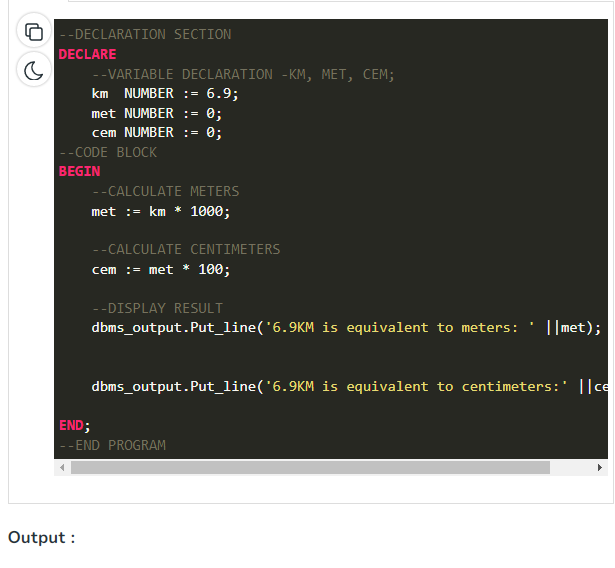 --DECLARATION SECTION
DECLARE
    --VARIABLE DECLARATION -KM, MET, CEM;
    km  NUMBER := 6.9;
    met NUMBER := 0;
    cem NUMBER := 0;
--CODE BLOCK
BEGIN
    --CALCULATE METERS
    met := km * 1000;
    --CALCULATE CENTIMETERS
    cem := met * 100;
    --DISPLAY RESULT
    dbms_output.Put_line('6.9KM is equivalent to meters: ' ||met);
    dbms_output.Put_line('6.9KM is equivalent to centimeters:' ||ce
END;
--END PROGRAM
Output :